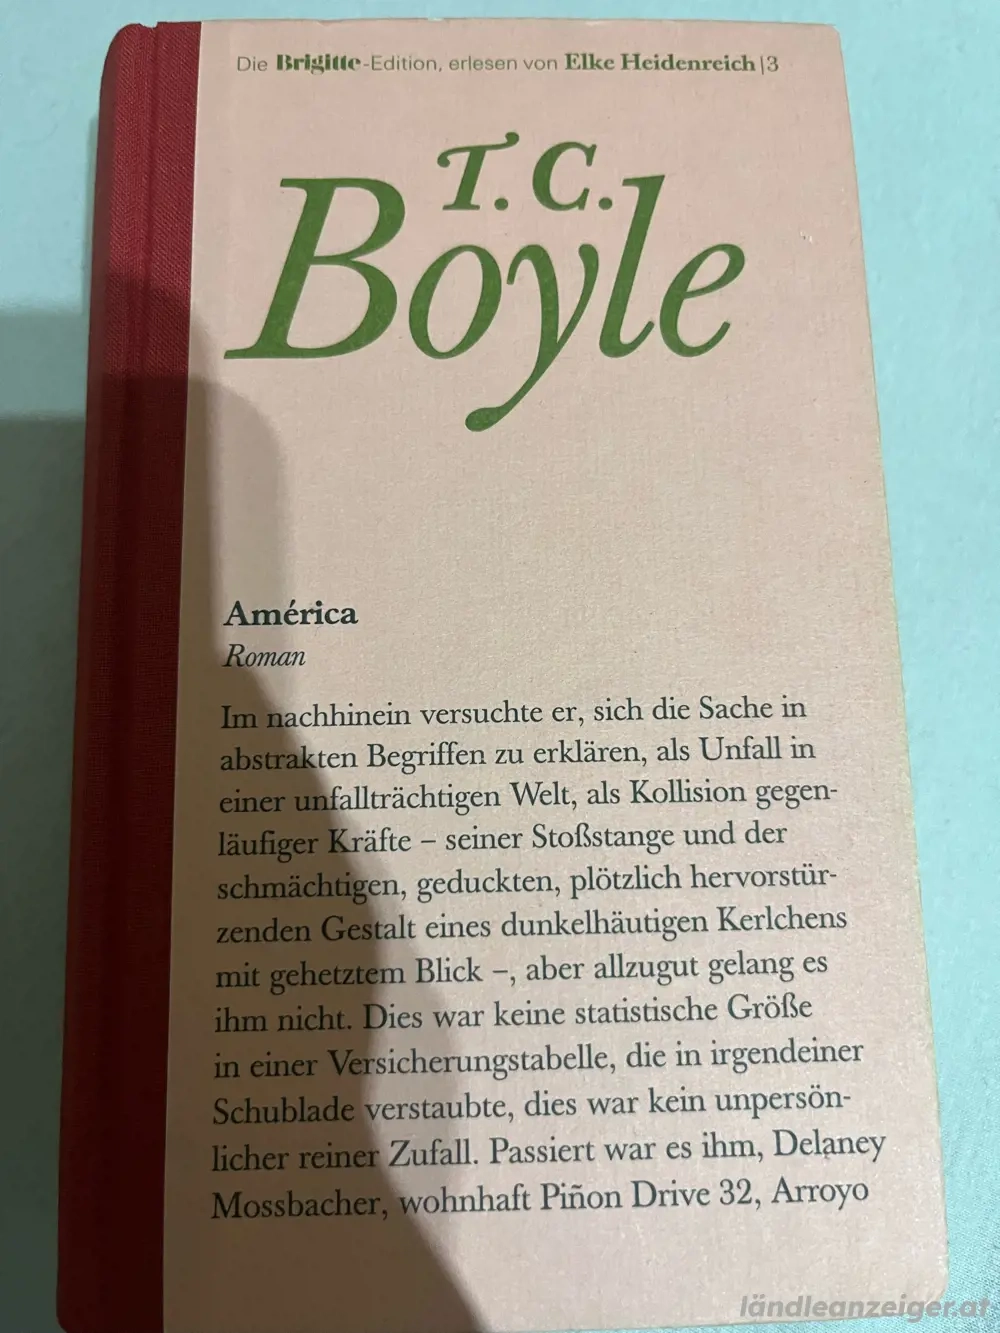 Die Brigitte-Edition, erlesen von Elke Heidenreich|3
T. C.
Boyle
América
Roman
Im nachhinein versuchte er, sich die Sache in
abstrakten Begriffen zu erklären, als Unfall in
einer unfallträchtigen Welt, als Kollision gegen-
läufiger Kräfte – seiner Stoßstange und der
schmächtigen, geduckten, plötzlich hervorstür-
zenden Gestalt eines dunkelhäutigen Kerlchens
mit gehetztem Blick –, aber allzugut gelang es
ihm nicht. Dies war keine statistische Größe
in einer Versicherungstabelle, die in irgendeiner
Schublade verstaubte, dies war kein unpersön-
licher reiner Zufall. Passiert war es ihm, Delaney
Mossbacher, wohnhaft Piñon Drive 32, Arroyo
ländleanzeiger.at